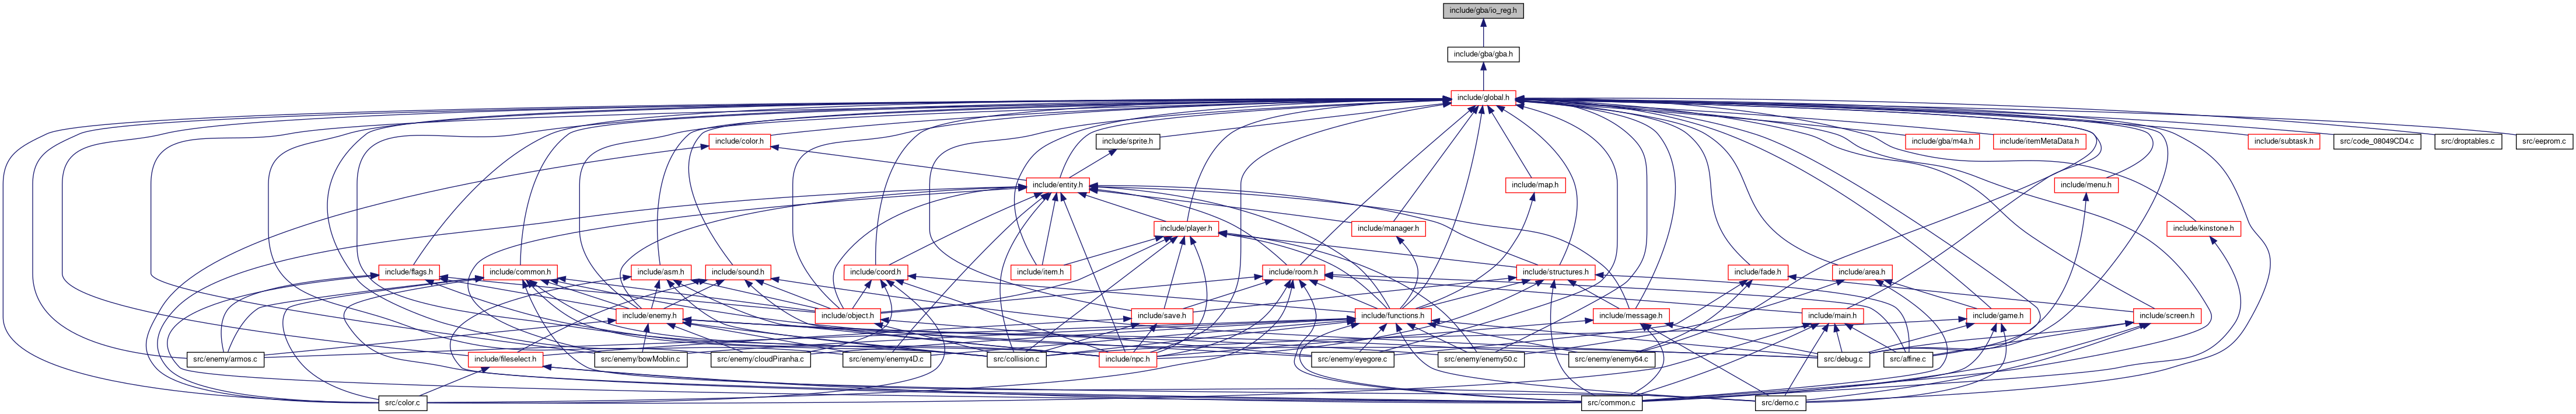 include/gba/io_reg.h
include/gba/gba.h
include/global.h
include/color.h
include/sprite.h
include/gba/m4a.h
include/itemMetaData.h
include/subtask.h
src/code_08049CD4.c
src/droptables.c
src/eeprom.c
include/entity.h
include/map.h
include/menu.h
include/player.h
include/manager.h
include/kinstone.h
include/flags.h
include/common.h
include/asm.h
include/sound.h
include/coord.h
include/item.h
include/room.h
include/structures.h
include/fade.h
include/area.h
include/enemy.h
include/object.h
include/save.h
include/functions.h
include/message.h
include/main.h
include/game.h
include/screen.h
src/enemy/armos.c
include/fileselect.h
src/enemy/bowMoblin.c
src/enemy/cloudPiranha.c
src/enemy/enemy4D.c
src/collision.c
include/npc.h
src/enemy/eyegore.c
src/enemy/enemy50.c
src/enemy/enemy64.c
src/debug.c
src/affine.c
src/color.c
src/common.c
src/demo.c